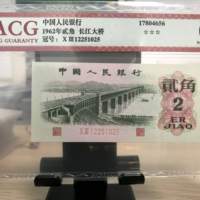 ACG
G GUARANTY
中国人民银行
1962年贰角 长江大桥
冠号: X III 12251025
17804656
☆☆☆
中国人民银行
贰角
2
ER JIAO
X III 12251025